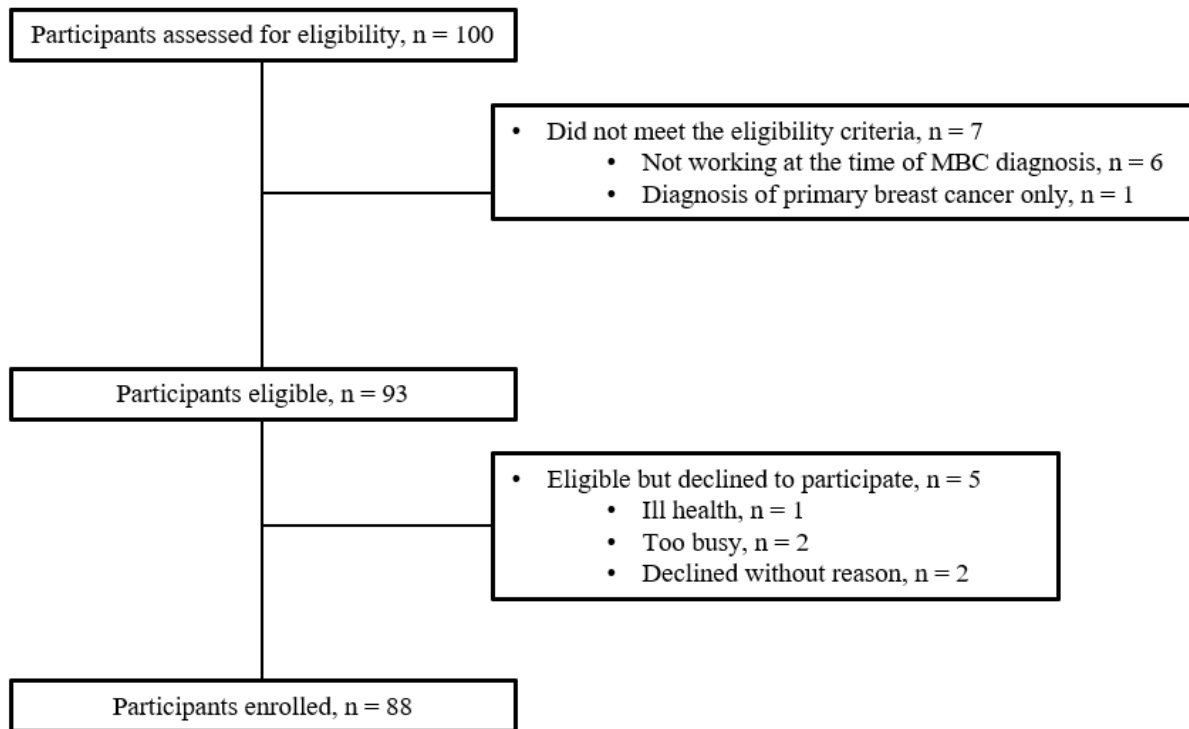 Participants assessed for eligibility, n = 100
• Did not meet the eligibility criteria, n = 7
• Not working at the time of MBC diagnosis, n = 6
• Diagnosis of primary breast cancer only, n = 1
Participants eligible, n = 93
• Eligible but declined to participate, n = 5
• Ill health, n = 1
• Too busy, n = 2
• Declined without reason, n = 2
Participants enrolled, n = 88